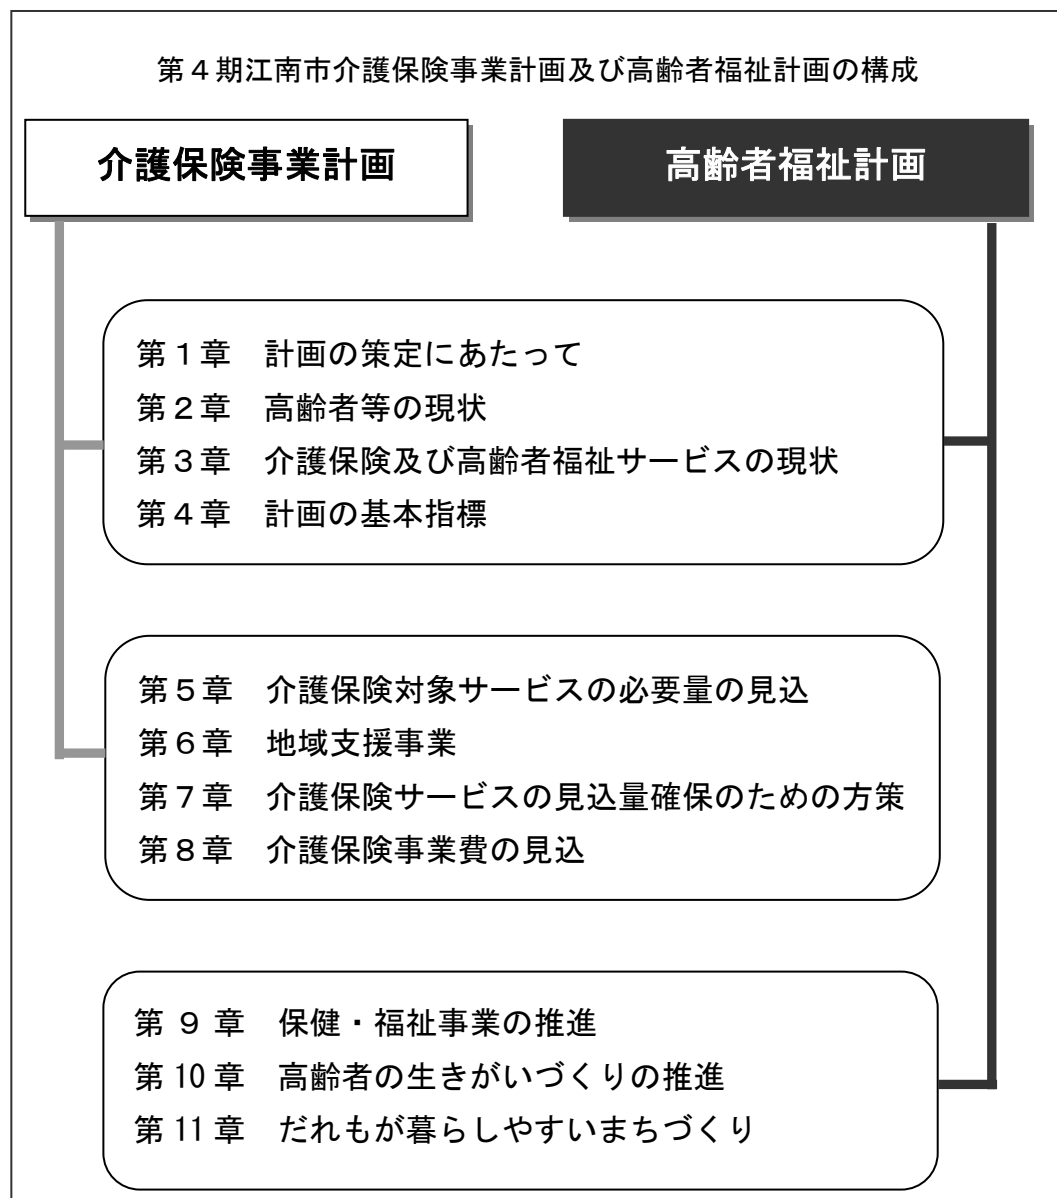 第４期江南市介護保険事業計画及び高齢者福祉計画の構成
介護保険事業計画
高齢者福祉計画
第１章　計画の策定にあたって
第２章　高齢者等の現状
第３章　介護保険及び高齢者福祉サービスの現状
第４章　計画の基本指標
第５章　介護保険対象サービスの必要量の見込
第６章　地域支援事業
第７章　介護保険サービスの見込量確保のための方策
第８章　介護保険事業費の見込
第 ９ 章　保健・福祉事業の推進
第 10 章　高齢者の生きがいづくりの推進
第 11 章　だれもが暮らしやすいまちづくり